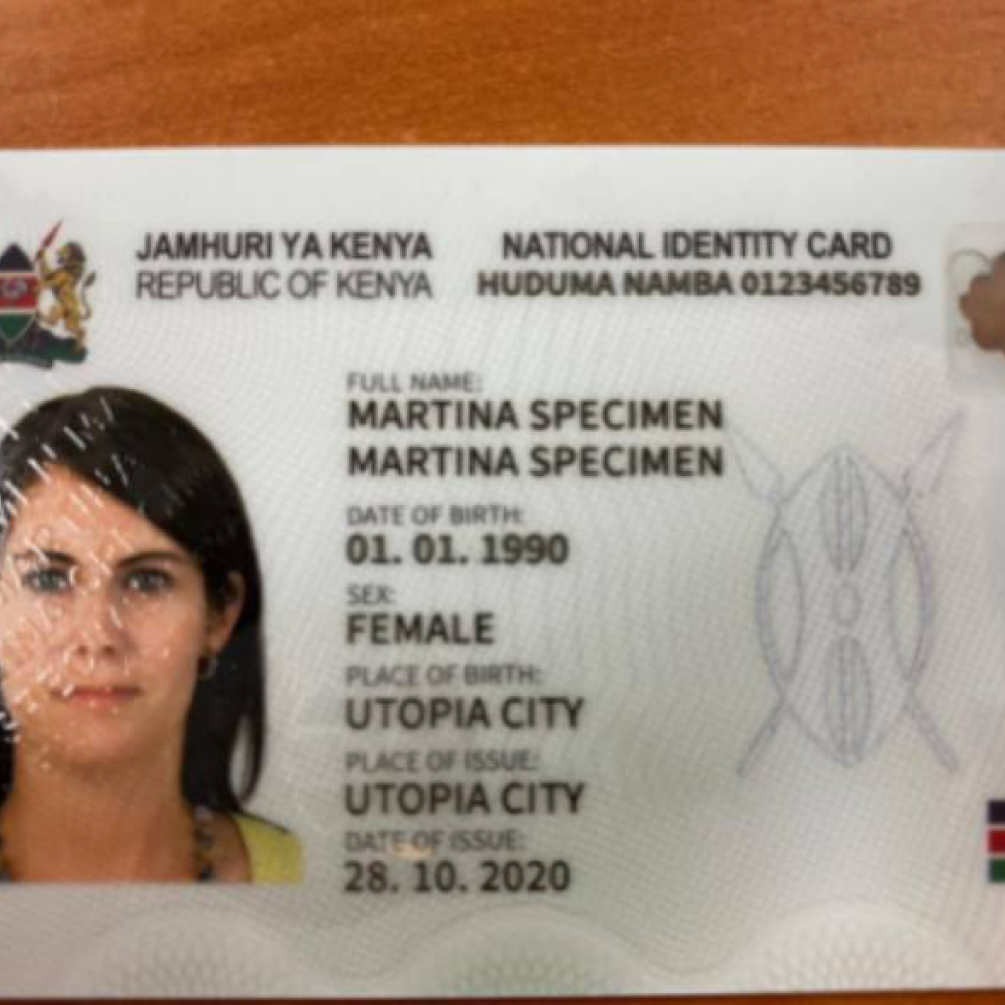 JAMHURI YA KENYA
REPUBLIC OF KENYA
NATIONAL IDENTITY CARD
HUDUMA NAMBA 0123456789
FULL NAME:
MARTINA SPECIMEN
MARTINA SPECIMEN
DATE OF BIRTH:
01. 01. 1990
SEX:
FEMALE
PLACE OF BIRTH:
UTOPIA CITY
PLACE OF ISSUE:
UTOPIA CITY
DATE OF ISSUE:
28. 10. 2020